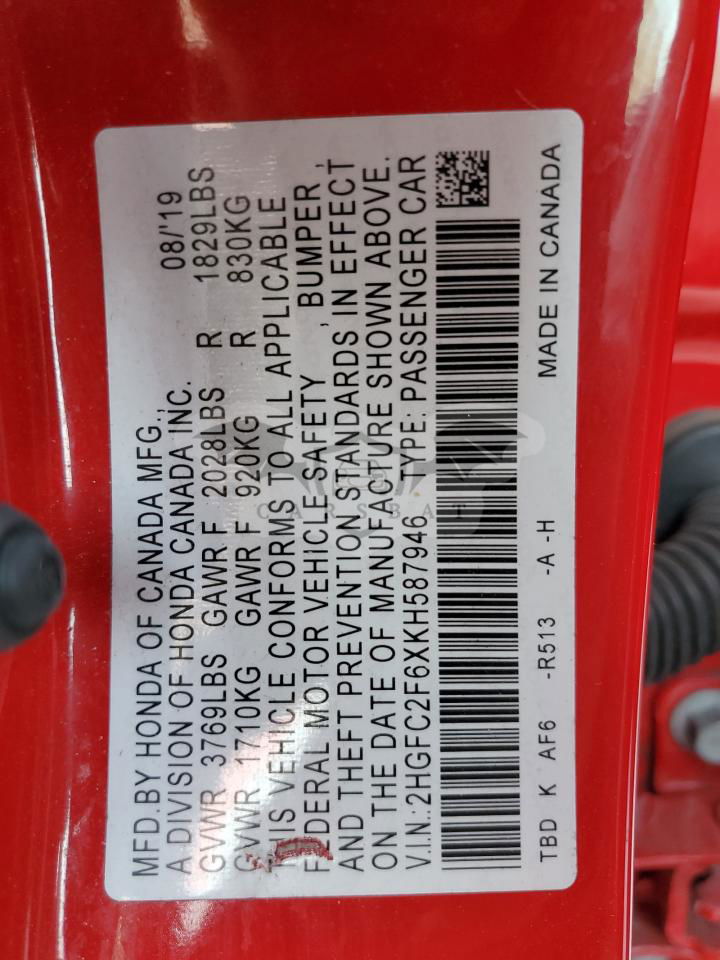 MFD.BY HONDA OF CANADA MFG., 08/'19
A DIVISION OF HONDA CANADA INC.
GVWR 3769LBS GAWR F 2028LBS R 1829LBS
GVWR 1710KG GAWR F 920KG R 830KG
THIS VEHICLE CONFORMS TO ALL APPLICABLE
FEDERAL MOTOR VEHICLE SAFETY , BUMPER ,
AND THEFT PREVENTION STANDARDS IN EFFECT
ON THE DATE OF MANUFACTURE SHOWN ABOVE.
V.I.N.:2HGFC2F6XKH587946 TYPE: PASSENGER CAR
TBD K AF6 -R513 -A -H MADE IN CANADA
CARSBAT